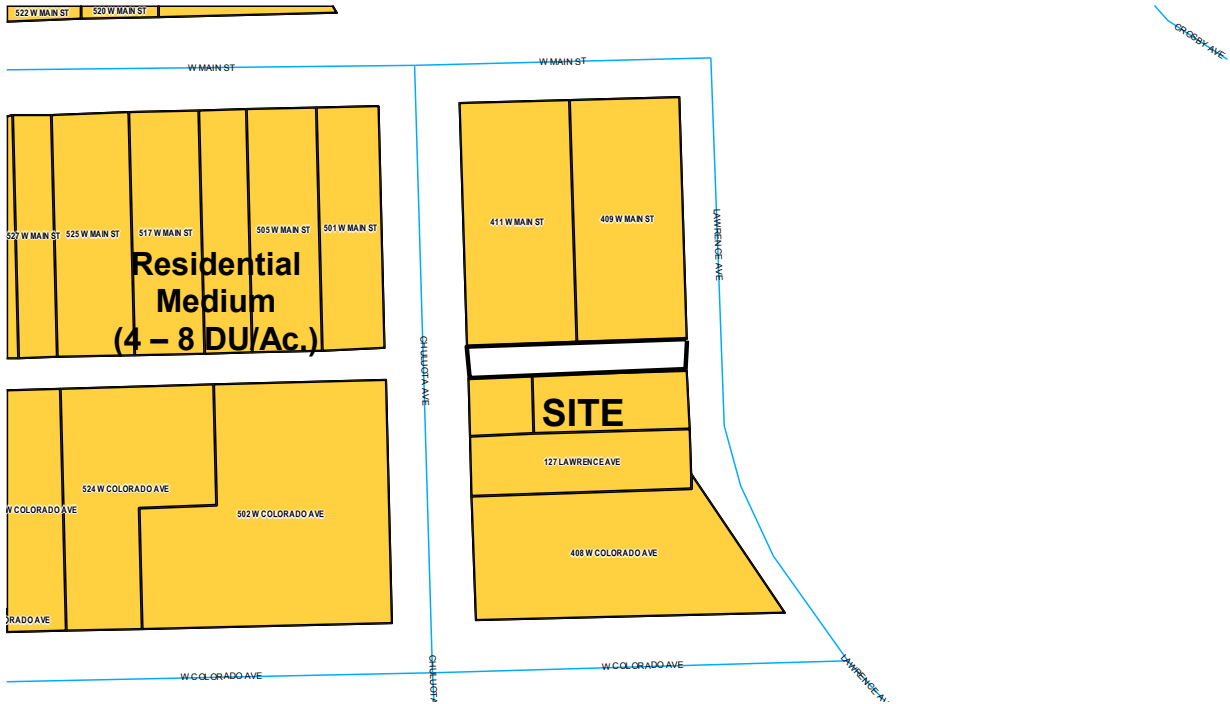 522 W MAIN ST
520 W MAIN ST
CROSBY AVE
W MAIN ST
W MAIN ST
527 W MAIN ST
525 W MAIN ST
517 W MAIN ST
505 W MAIN ST
501 W MAIN ST
411 W MAIN ST
409 W MAIN ST
LAWRENCE AVE
Residential
Medium
(4 – 8 DU/Ac.)
CHULUOTA AVE
SITE
127 LAWRENCE AVE
524 W COLORADO AVE
W COLORADO AVE
502 W COLORADO AVE
408 W COLORADO AVE
ORADO AVE
W COLORADO AVE
W COLORADO AVE
CHULUOTA
LAWRENCE AV